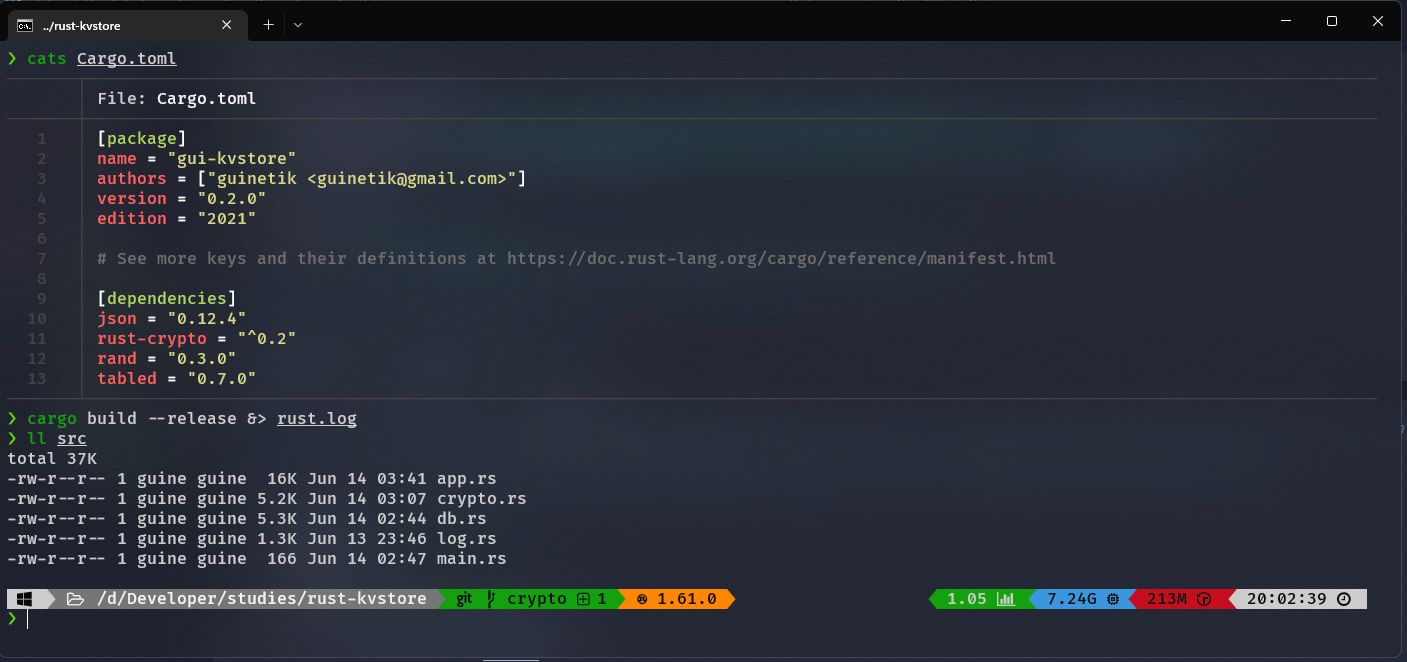 ../rust-kvstore
❯ cats Cargo.toml
File: Cargo.toml
1 [package]
2 name = "gui-kvstore"
3 authors = ["guinetik <guinetik@gmail.com>"]
4 version = "0.2.0"
5 edition = "2021"
6
7 # See more keys and their definitions at https://doc.rust-lang.org/cargo/reference/manifest.html
8
9 [dependencies]
10 json = "0.12.4"
11 rust-crypto = "^0.2"
12 rand = "0.3.0"
13 tabled = "0.7.0"
❯ cargo build --release &> rust.log
❯ ll src
total 37K
-rw-r--r-- 1 guine guine  16K Jun 14 03:41 app.rs
-rw-r--r-- 1 guine guine 5.2K Jun 14 03:07 crypto.rs
-rw-r--r-- 1 guine guine 5.3K Jun 14 02:44 db.rs
-rw-r--r-- 1 guine guine 1.3K Jun 13 23:46 log.rs
-rw-r--r-- 1 guine guine  166 Jun 14 02:47 main.rs
/d/Developer/studies/rust-kvstore git crypto 1 1.61.0 1.05 7.24G 213M 20:02:39
❯